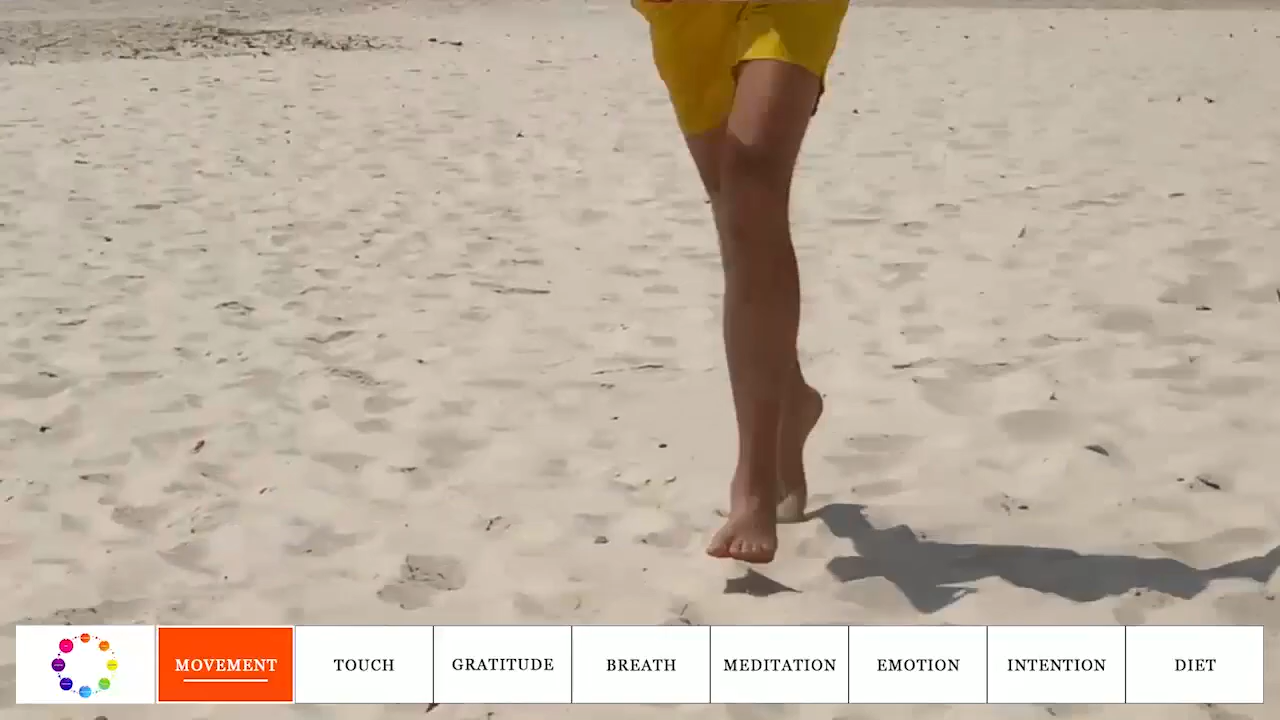 MOVEMENT
TOUCH
GRATITUDE
BREATH
MEDITATION
EMOTION
INTENTION
DIET